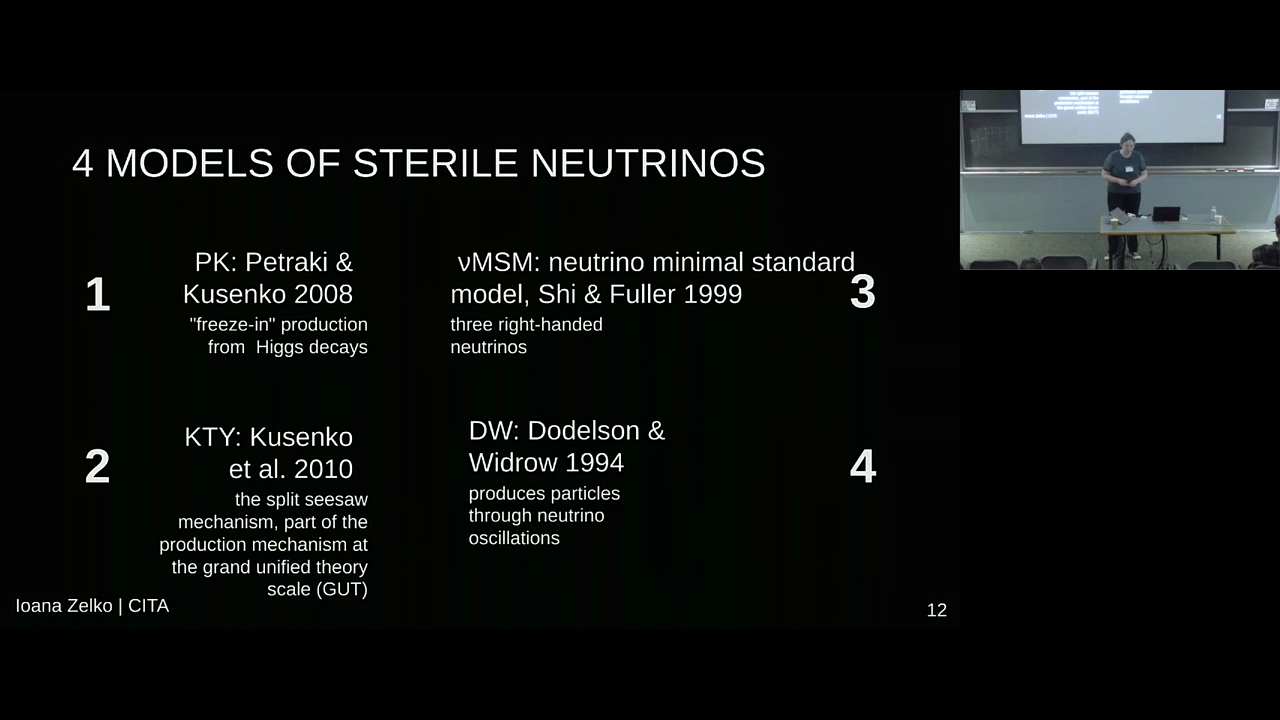 4 MODELS OF STERILE NEUTRINOS
1
PK: Petraki &
Kusenko 2008
"freeze-in" production
from Higgs decays
νMSM: neutrino minimal standard
model, Shi & Fuller 1999
three right-handed
neutrinos
3
2
KTY: Kusenko
et al. 2010
the split seesaw
mechanism, part of the
production mechanism at
the grand unified theory
scale (GUT)
DW: Dodelson &
Widrow 1994
produces particles
through neutrino
oscillations
4
Ioana Zelko | CITA
12